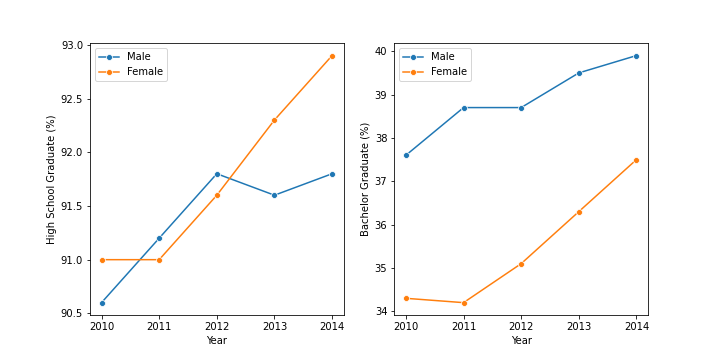 Male
Female
High School Graduate (%)
93.0
92.5
92.0
91.5
91.0
90.5
2010 2011 2012 2013 2014
Year
Male
Female
Bachelor Graduate (%)
40
39
38
37
36
35
34
2010 2011 2012 2013 2014
Year